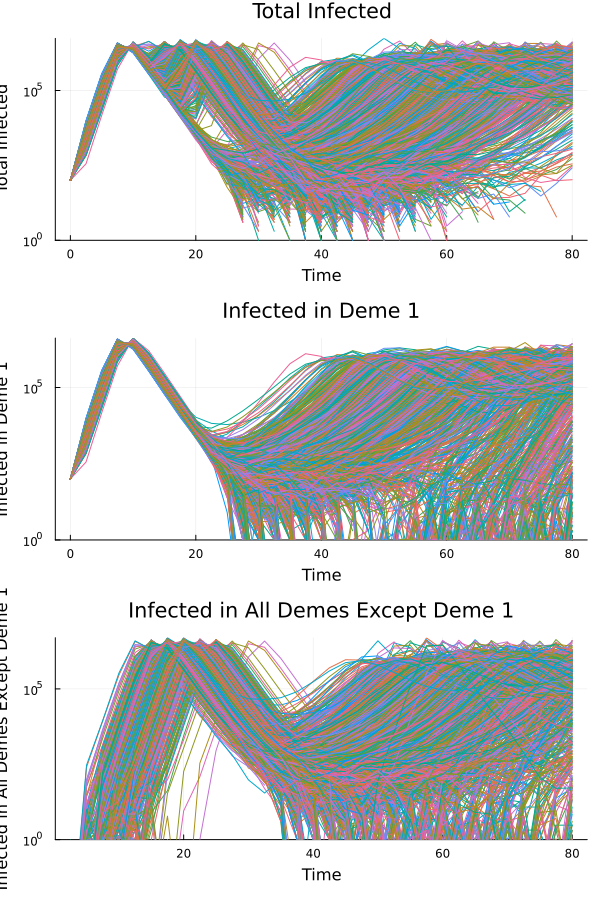 Total Infected
Total Infected
10^5
10^0
0 20 40 60 80
Time
Infected in Deme 1
Infected in Deme 1
10^5
10^0
0 20 40 60 80
Time
Infected in All Demes Except Deme 1
Infected in All Demes Except Deme 1
10^5
10^0
20 40 60 80
Time